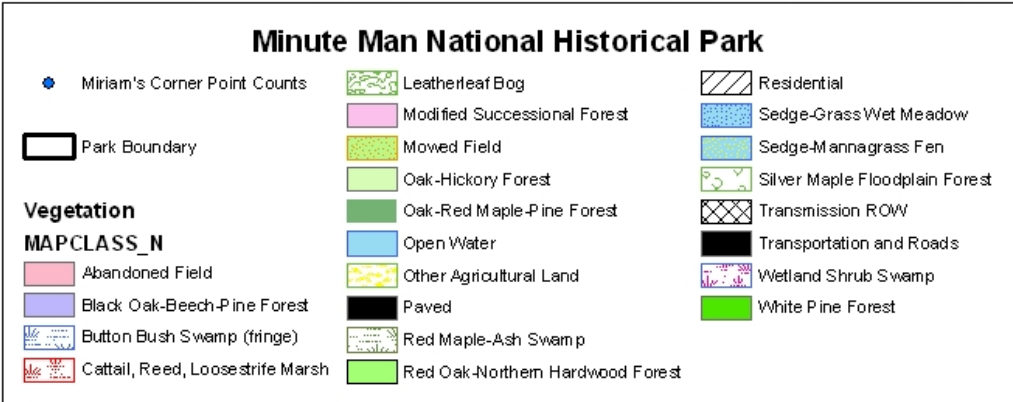 Minute Man National Historical Park
Miriam's Corner Point Counts
Park Boundary
Vegetation
MAPCLASS_N
Abandoned Field
Black Oak-Beech-Pine Forest
Button Bush Swamp (fringe)
Cattail, Reed, Loosestrife Marsh
Leatherleaf Bog
Modified Successional Forest
Mowed Field
Oak-Hickory Forest
Oak-Red Maple-Pine Forest
Open Water
Other Agricultural Land
Paved
Red Maple-Ash Swamp
Red Oak-Northern Hardwood Forest
Residential
Sedge-Grass Wet Meadow
Sedge-Mannagrass Fen
Silver Maple Floodplain Forest
Transmission ROW
Transportation and Roads
Wetland Shrub Swamp
White Pine Forest